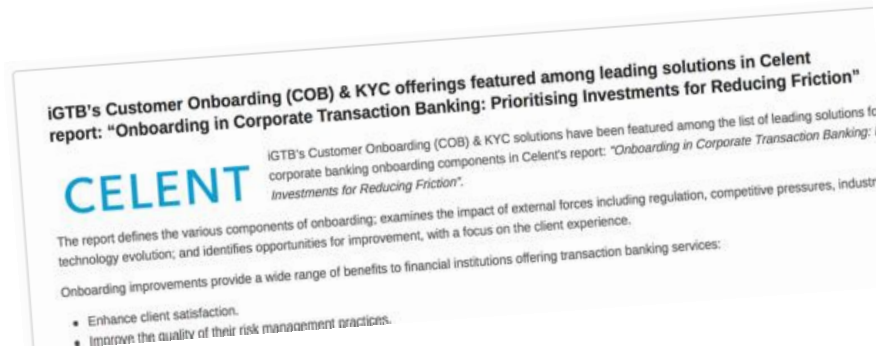 iGTB's Customer Onboarding (COB) & KYC offerings featured among leading solutions in Celent
report: “Onboarding in Corporate Transaction Banking: Prioritising Investments for Reducing Friction”
CELENT
iGTB's Customer Onboarding (COB) & KYC solutions have been featured among the list of leading solutions
corporate banking onboarding components in Celent's report: "Onboarding in Corporate Transaction Banking:
Investments for Reducing Friction".
The report defines the various components of onboarding; examines the impact of external forces including regulation, competitive pressures,
technology evolution; and identifies opportunities for improvement, with a focus on the client experience.
Onboarding improvements provide a wide range of benefits to financial institutions offering transaction banking services:
• Enhance client satisfaction.
• Improve the quality of their risk management practices.